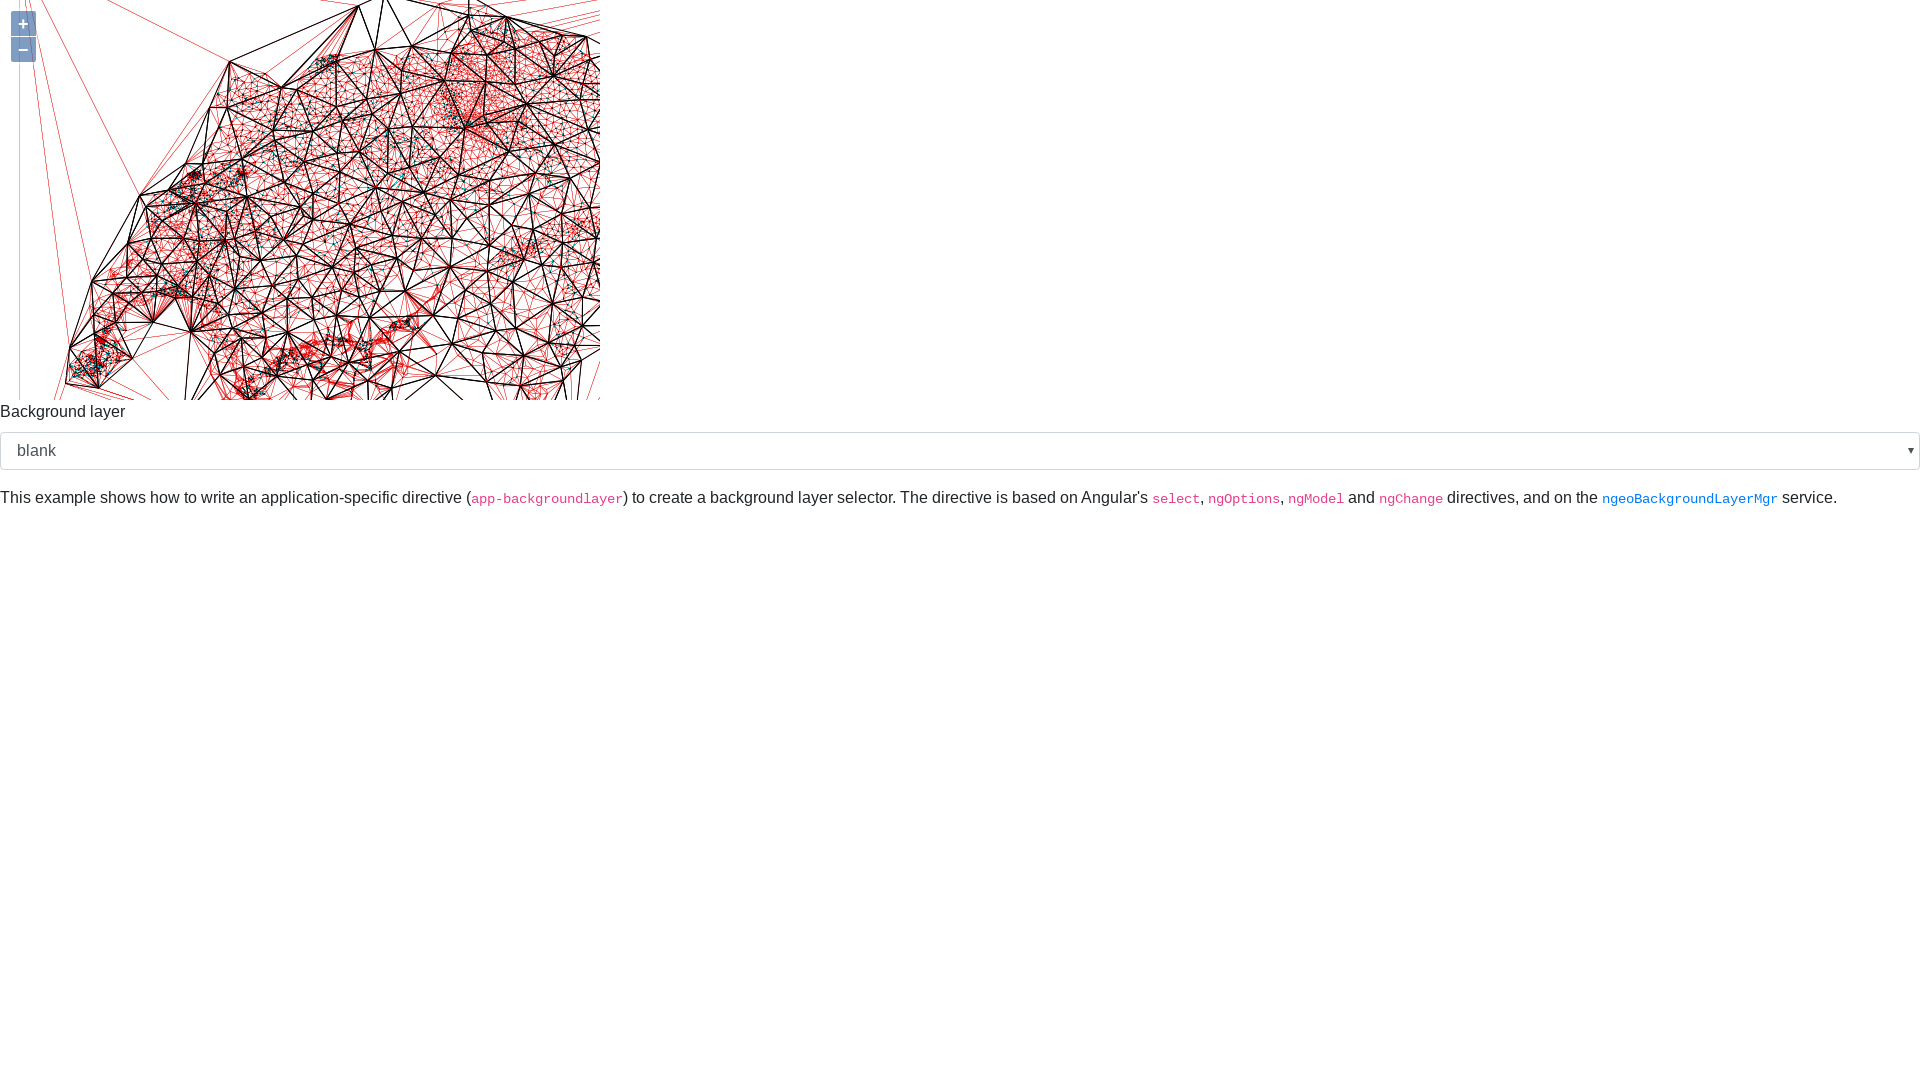 +
−
Background layer
blank
This example shows how to write an application-specific directive (app-backgroundlayer) to create a background layer selector. The directive is based on Angular's select, ngOptions, ngModel and ngChange directives, and on the ngeoBackgroundLayerMgr service.